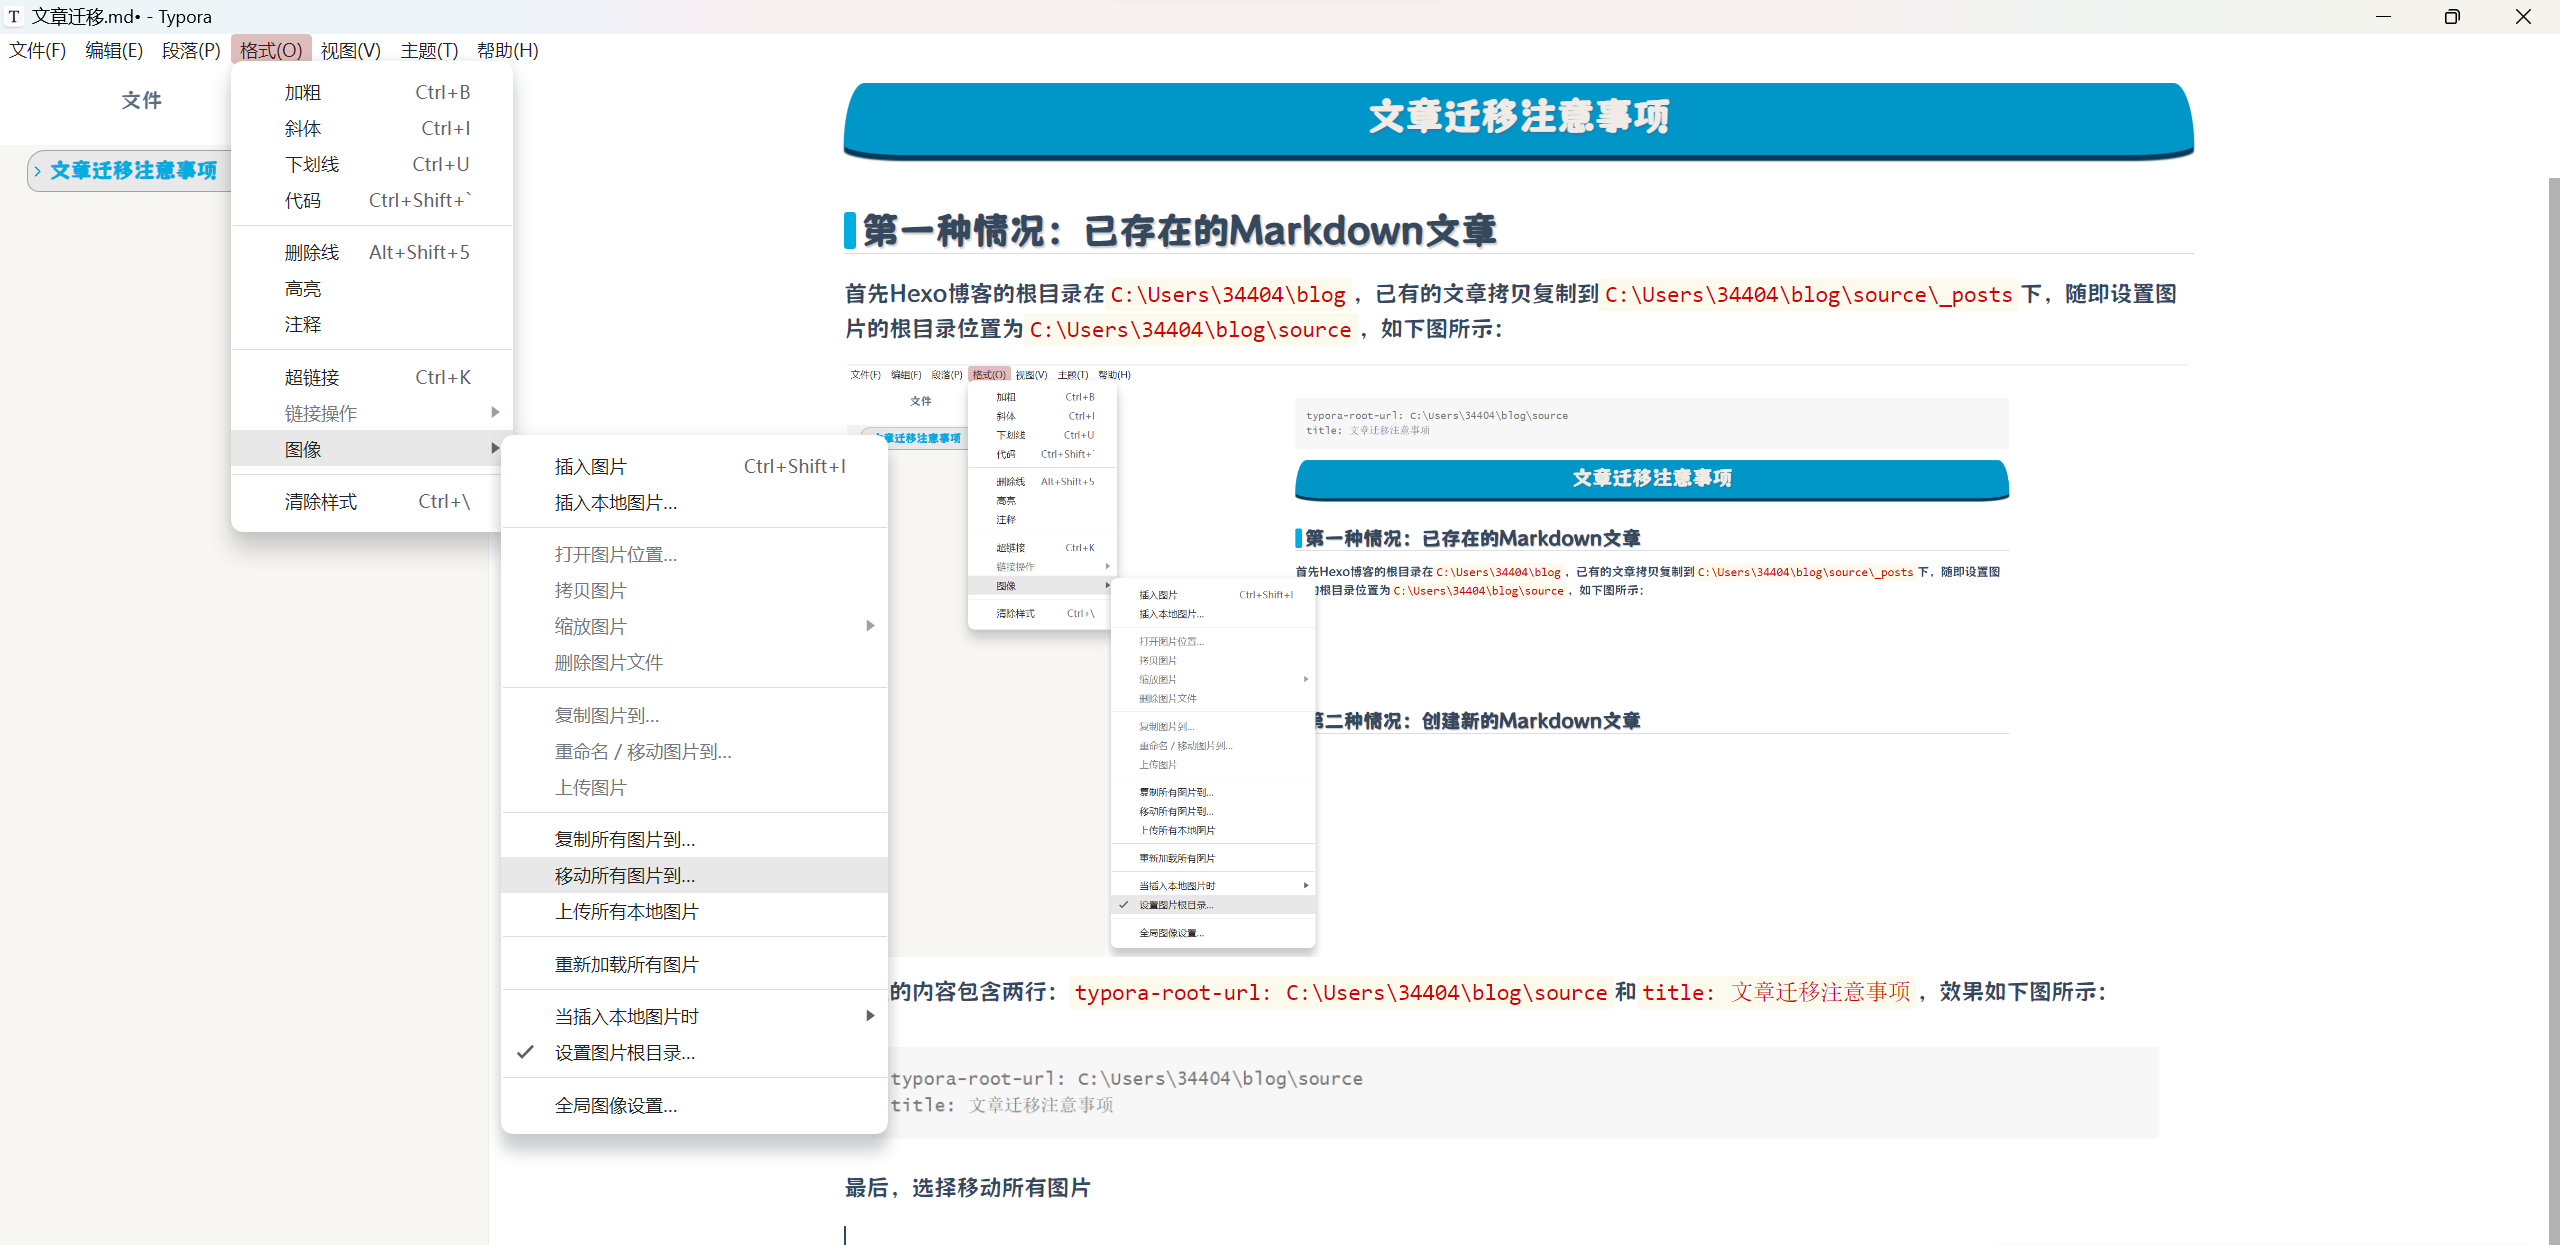 文章迁移.md• - Typora
文件(F) 编辑(E) 段落(P) 格式(O) 视图(V) 主题(T) 帮助(H)
文件
文章迁移注意事项
加粗 Ctrl+B
斜体 Ctrl+I
下划线 Ctrl+U
代码 Ctrl+Shift+`
删除线 Alt+Shift+5
高亮
注释
超链接 Ctrl+K
链接操作
图像
清除样式 Ctrl+\
插入图片 Ctrl+Shift+I
插入本地图片...
打开图片位置...
拷贝图片
缩放图片
删除图片文件
复制图片到...
重命名 / 移动图片到...
上传图片
复制所有图片到...
移动所有图片到...
上传所有本地图片
重新加载所有图片
当插入本地图片时
设置图片根目录...
全局图像设置...
文章迁移注意事项
第一种情况：已存在的Markdown文章
首先Hexo博客的根目录在 C:\Users\34404\blog ，已有的文章拷贝复制到 C:\Users\34404\blog\source\_posts 下，随即设置图
片的根目录位置为 C:\Users\34404\blog\source ，如下图所示：
文件(F) 编辑(F) 段落(P) 格式(O) 视图(V) 主题(T) 帮助(H)
文件
章迁移注意事项
加粗 Ctrl+B
斜体 Ctrl+I
下划线 Ctrl+U
代码 Ctrl+Shift+`
删除线 Alt+Shift+5
高亮
注释
超链接 Ctrl+K
链接操作
图像
清除样式 Ctrl+\
插入图片 Ctrl+Shift+I
插入本地图片...
打开图片位置...
拷贝图片
缩放图片
删除图片文件
复制图片到...
重命名 / 移动图片到...
上传图片
复制所有图片到...
移动所有图片到...
上传所有本地图片
重新加载所有图片
当插入本地图片时
设置图片根目录...
全局图像设置...
typora-root-url: C:\Users\34404\blog\source
title: 文章迁移注意事项
文章迁移注意事项
第一种情况：已存在的Markdown文章
首先Hexo博客的根目录在 C:\Users\34404\blog ，已有的文章拷贝复制到 C:\Users\34404\blog\source\_posts 下，随即设置图
的根目录位置为 C:\Users\34404\blog\source ，如下图所示：
第二种情况：创建新的Markdown文章
的内容包含两行： typora-root-url: C:\Users\34404\blog\source 和 title: 文章迁移注意事项 ，效果如下图所示：
typora-root-url: C:\Users\34404\blog\source
title: 文章迁移注意事项
最后，选择移动所有图片